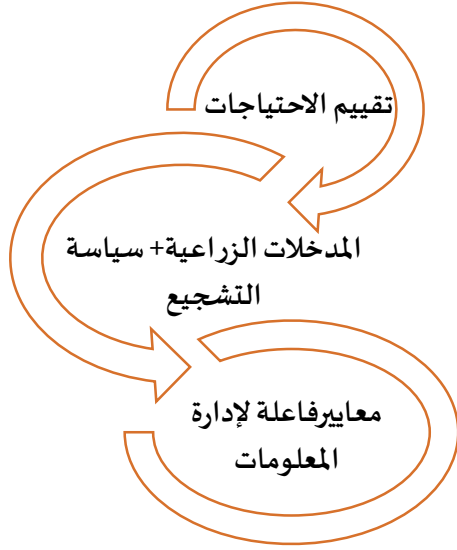 تقييم الاحتياجات
المدخلات الزراعية+ سياسة
التشجيع
معاييرفاعلة لإدارة
المعلومات